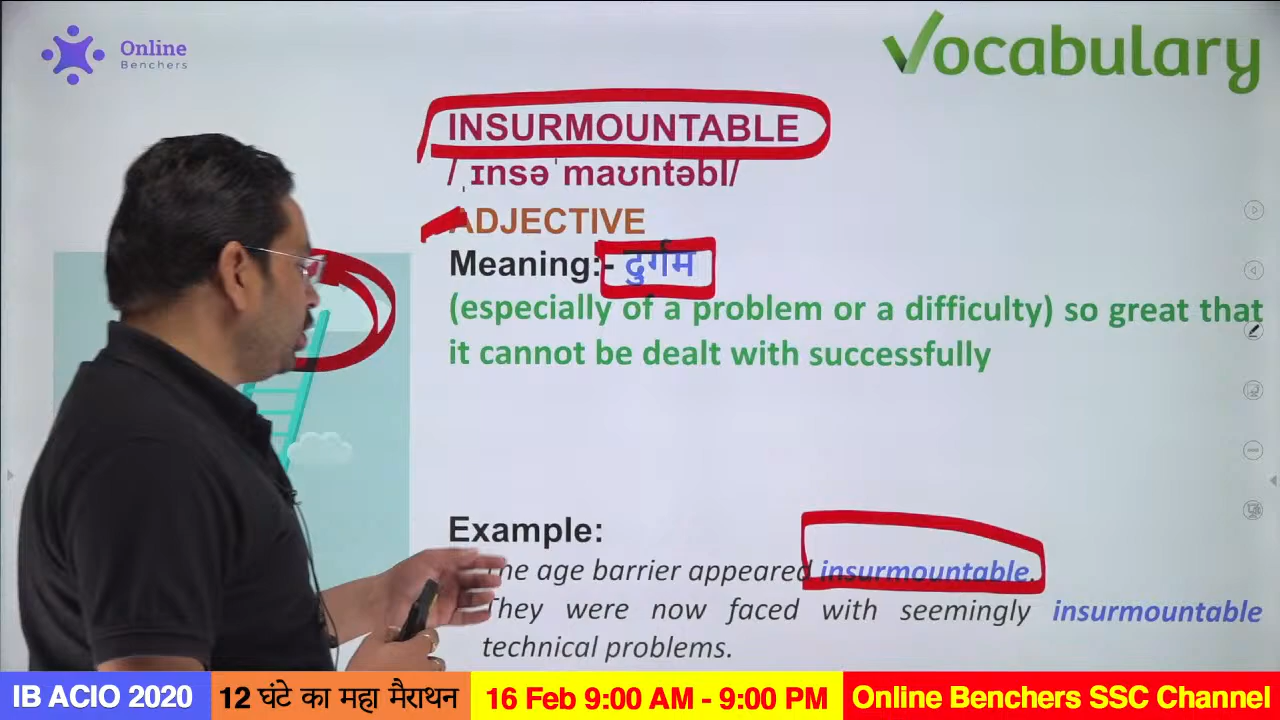 Online
Benchers
Vocabulary
INSURMOUNTABLE
/ˌɪnsəˈmaʊntəbl/
ADJECTIVE
Meaning:- दुर्गम
(especially of a problem or a difficulty) so great that
it cannot be dealt with successfully
Example:
The age barrier appeared insurmountable.
They were now faced with seemingly insurmountable
technical problems.
IB ACIO 2020 12 घंटे का महा मैराथन 16 Feb 9:00 AM - 9:00 PM Online Benchers SSC Channel